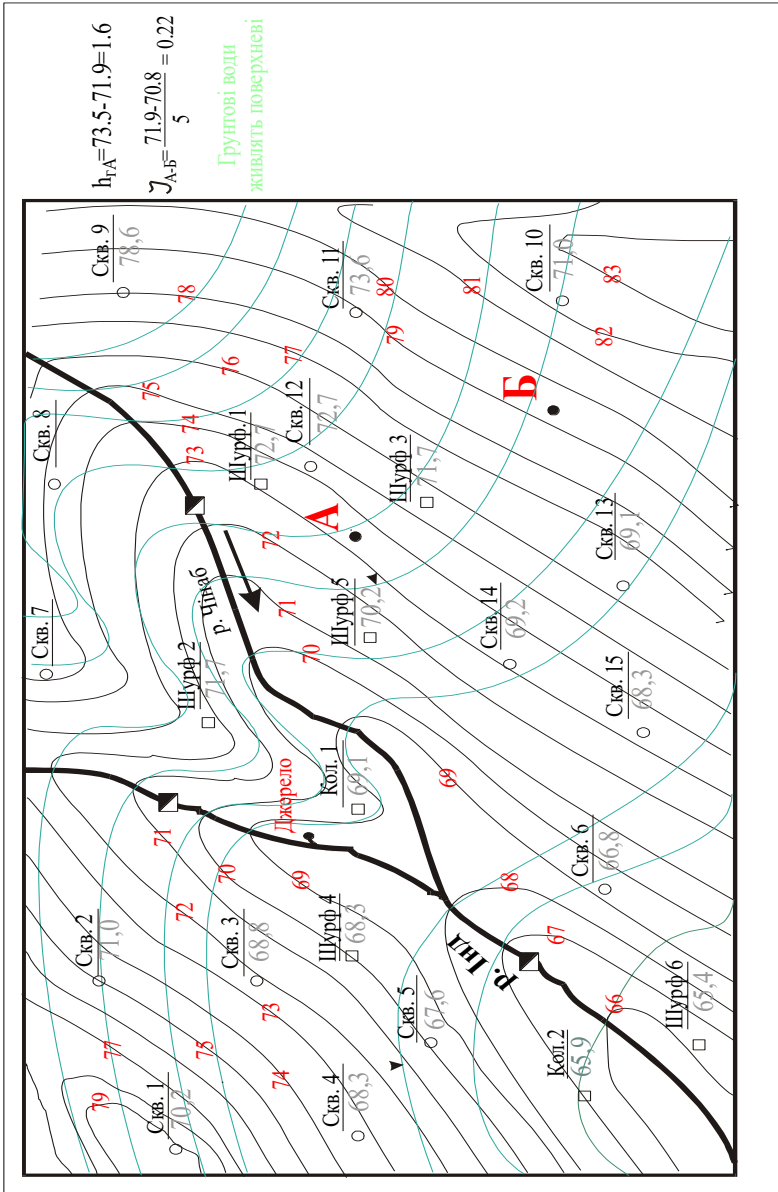 Скв. 7
Скв. 8
Скв. 2
71,0
79
Скв. 9
78,6
77
75
Скв. 1
70,2
71
72
74
78
Шурф 2
71,7
73
75
р. Чінаб
70
76
Скв. 3
68,8
Шурф. 1
72,7
73
72
74
Джерело
71
77
Скв. 12
72,7
69
70
А
Скв. 4
68,3
Шурф 4
68,3
Кол. 1
69,1
Шурф 5
70,2
Скв. 11
73,6
80
79
Шурф 3
71,7
Скв. 5
67,6
69
р. Інд
81
Скв. 14
69,2
68
Б
Скв. 10
71,0
67
Кол.2
65,9
Скв. 6
66,8
Скв. 13
69,1
82
83
66
Скв. 15
68,3
Шурф 6
65,4
hгА=73.5-71.9=1.6
JА-Б= 71.9-70.8 / 5 = 0.22
Грунтові води
живлять поверхневі